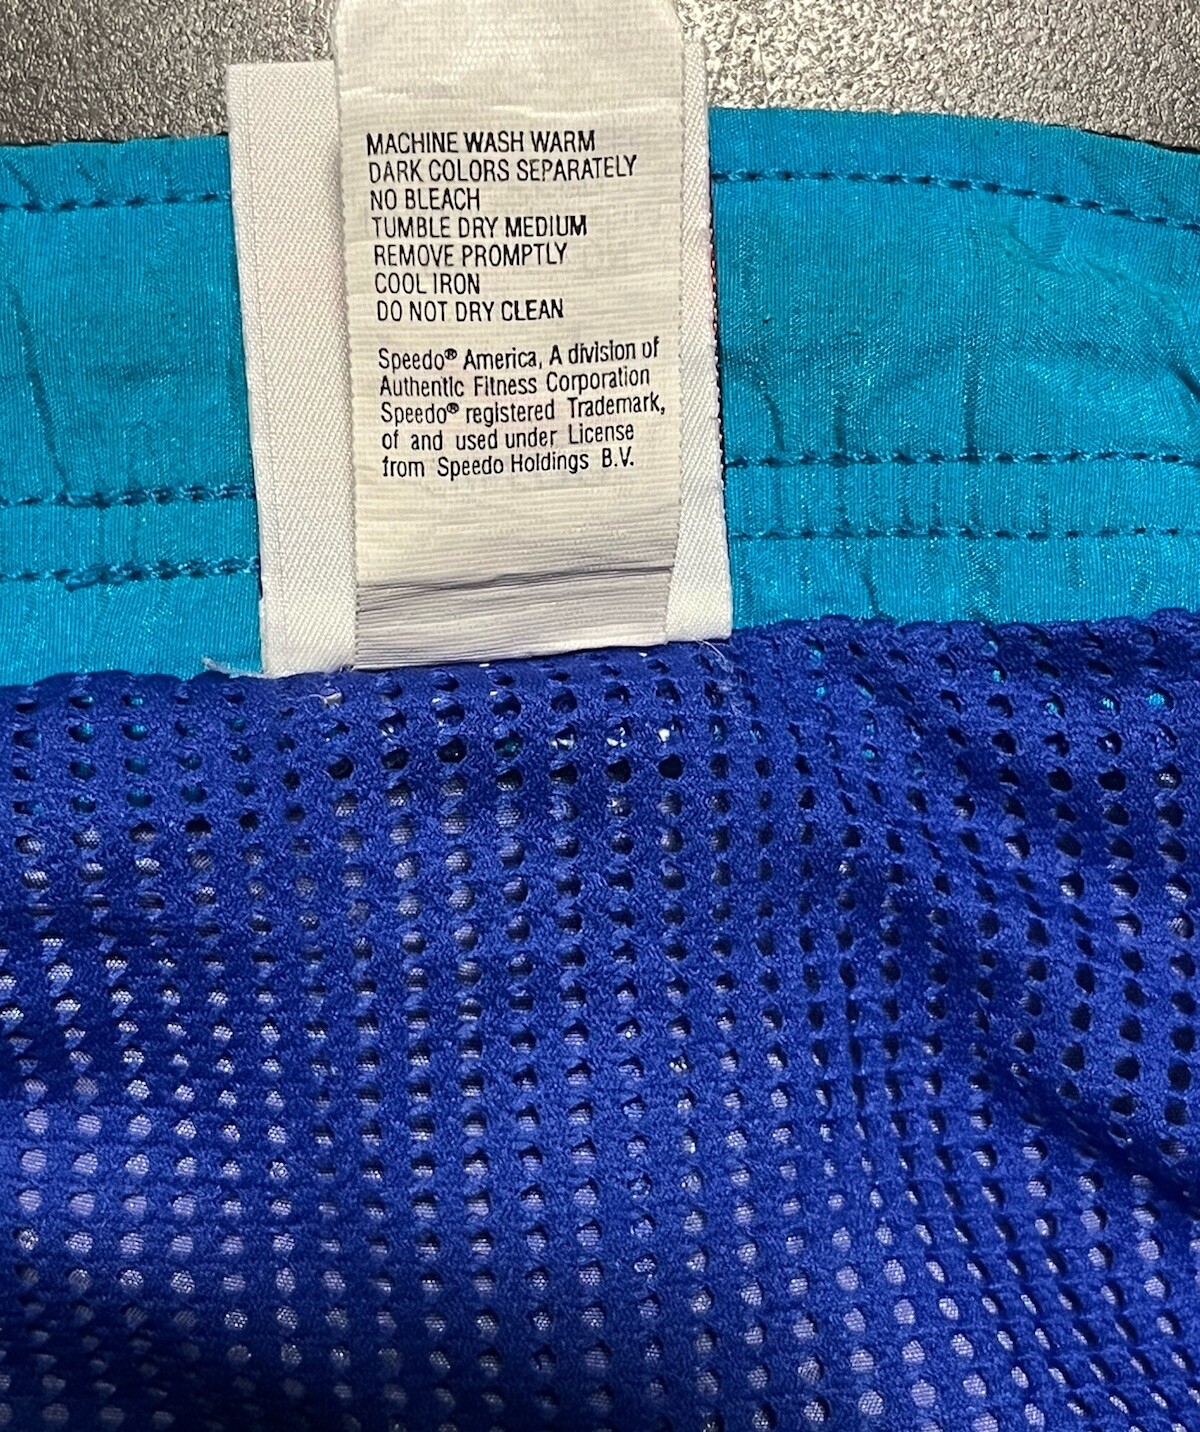 MACHINE WASH WARM
DARK COLORS SEPARATELY
NO BLEACH
TUMBLE DRY MEDIUM
REMOVE PROMPTLY
COOL IRON
DO NOT DRY CLEAN
Speedo® America, A division of
Authentic Fitness Corporation
Speedo® registered Trademark,
of and used under License
from Speedo Holdings B.V.